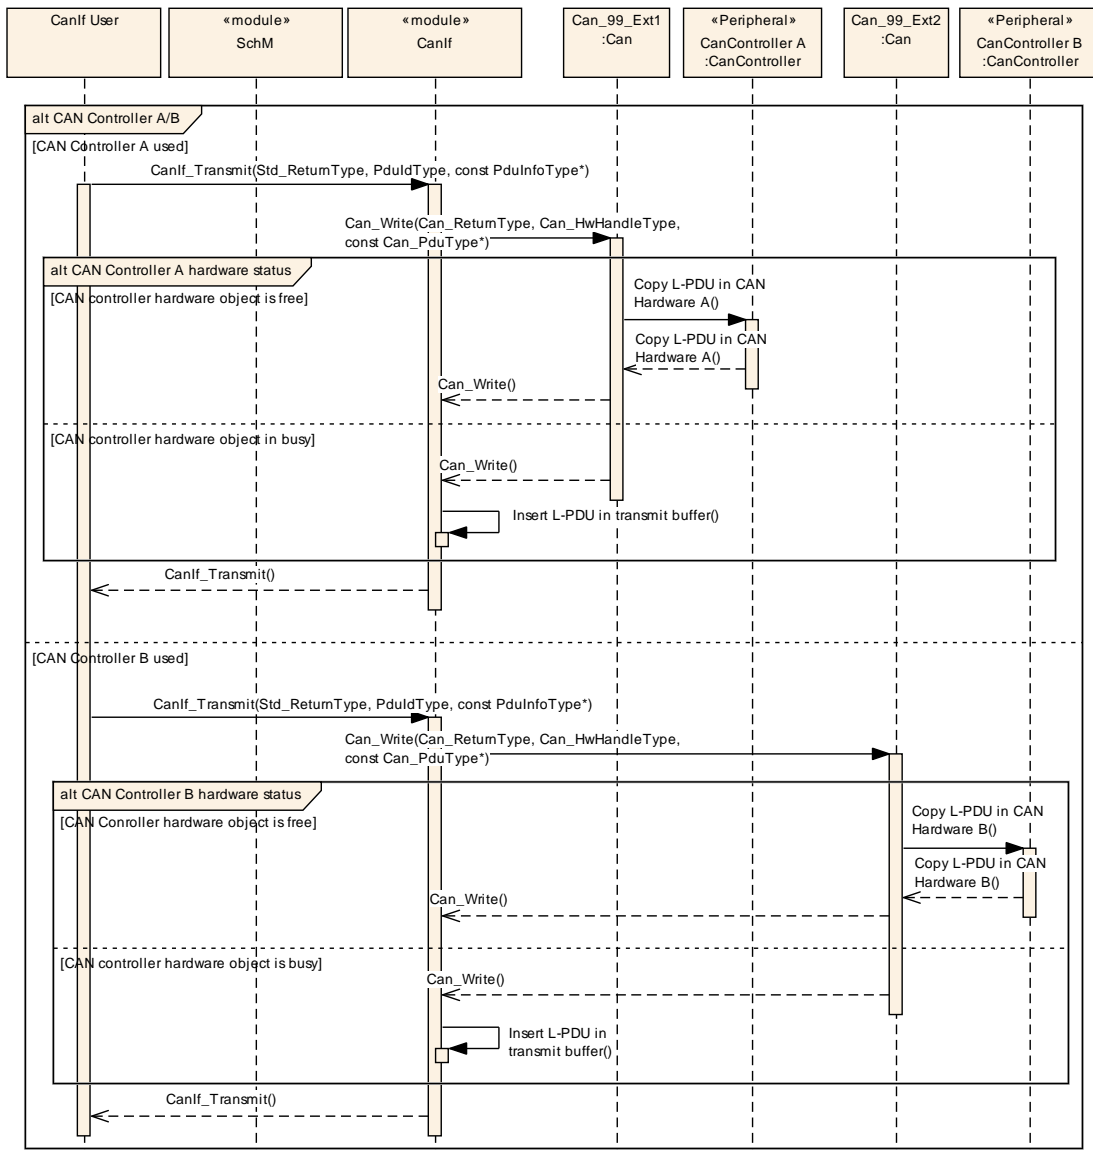 CanIf User
«module»
SchM
«module»
CanIf
Can_99_Ext1
:Can
«Peripheral»
CanController A
:CanController
Can_99_Ext2
:Can
«Peripheral»
CanController B
:CanController
alt CAN Controller A/B
[CAN Controller A used]
CanIf_Transmit(Std_ReturnType, PduIdType, const PduInfoType*)
Can_Write(Can_ReturnType, Can_HwHandleType,
const Can_PduType*)
alt CAN Controller A hardware status
[CAN controller hardware object is free]
Copy L-PDU in CAN
Hardware A()
Copy L-PDU in CAN
Hardware A()
Can_Write()
[CAN controller hardware object in busy]
Can_Write()
Insert L-PDU in transmit buffer()
CanIf_Transmit()
[CAN Controller B used]
CanIf_Transmit(Std_ReturnType, PduIdType, const PduInfoType*)
Can_Write(Can_ReturnType, Can_HwHandleType,
const Can_PduType*)
alt CAN Controller B hardware status
[CAN Conroller hardware object is free]
Copy L-PDU in CAN
Hardware B()
Copy L-PDU in CAN
Hardware B()
Can_Write()
[CAN controller hardware object is busy]
Can_Write()
Insert L-PDU in
transmit buffer()
CanIf_Transmit()